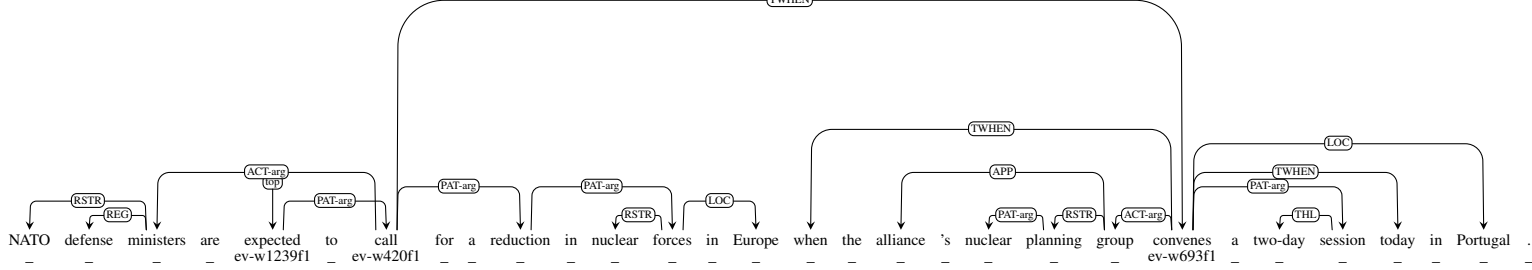 TWHEN
TWHEN
LOC
ACT-arg
APP
TWHEN
top
PAT-arg
PAT-arg
PAT-arg
RSTR
PAT-arg
LOC
REG
RSTR
PAT-arg
RSTR
ACT-arg
THL
NATO defense ministers are expected to call for a reduction in nuclear forces in Europe when the alliance 's nuclear planning group convenes a two-day session today in Portugal .
ev-w1239f1 ev-w420f1 ev-w693f1
_ _ _ _ _ _ _ _ _ _ _ _ _ _ _ _ _ _ _ _ _ _ _ _ _ _ _ _ _ _